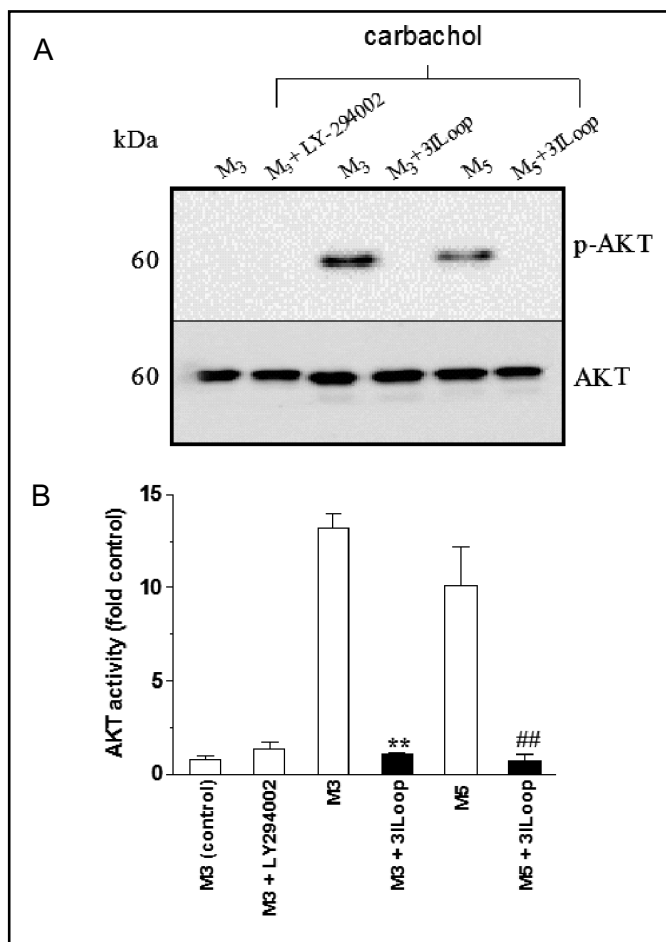 A
carbachol
kDa
M3
M3+LY-294002
M3
M3+3ILoop
M5
M5+3ILoop
60
p-AKT
60
AKT
B
AKT activity (fold control)
15
10
5
0
**
##
M3 (control)
M3 + LY294002
M3
M3 + 3ILoop
M5
M5 + 3ILoop